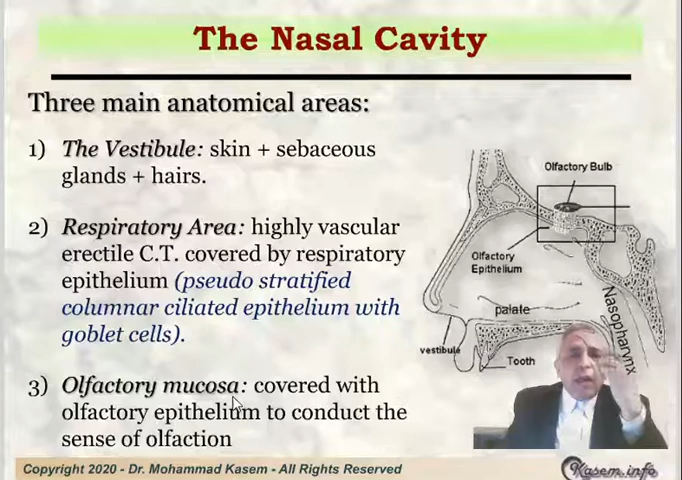 The Nasal Cavity
Three main anatomical areas:
1) The Vestibule: skin + sebaceous
glands + hairs.
2) Respiratory Area: highly vascular
erectile C.T. covered by respiratory
epithelium (pseudo stratified
columnar ciliated epithelium with
goblet cells).
3) Olfactory mucosa: covered with
olfactory epithelium to conduct the
sense of olfaction
Olfactory Bulb
Olfactory
Epithelium
palate
Nasopharynx
vestibule
Tooth
Copyright 2020 - Dr. Mohammad Kasem - All Rights Reserved
Kasem.info